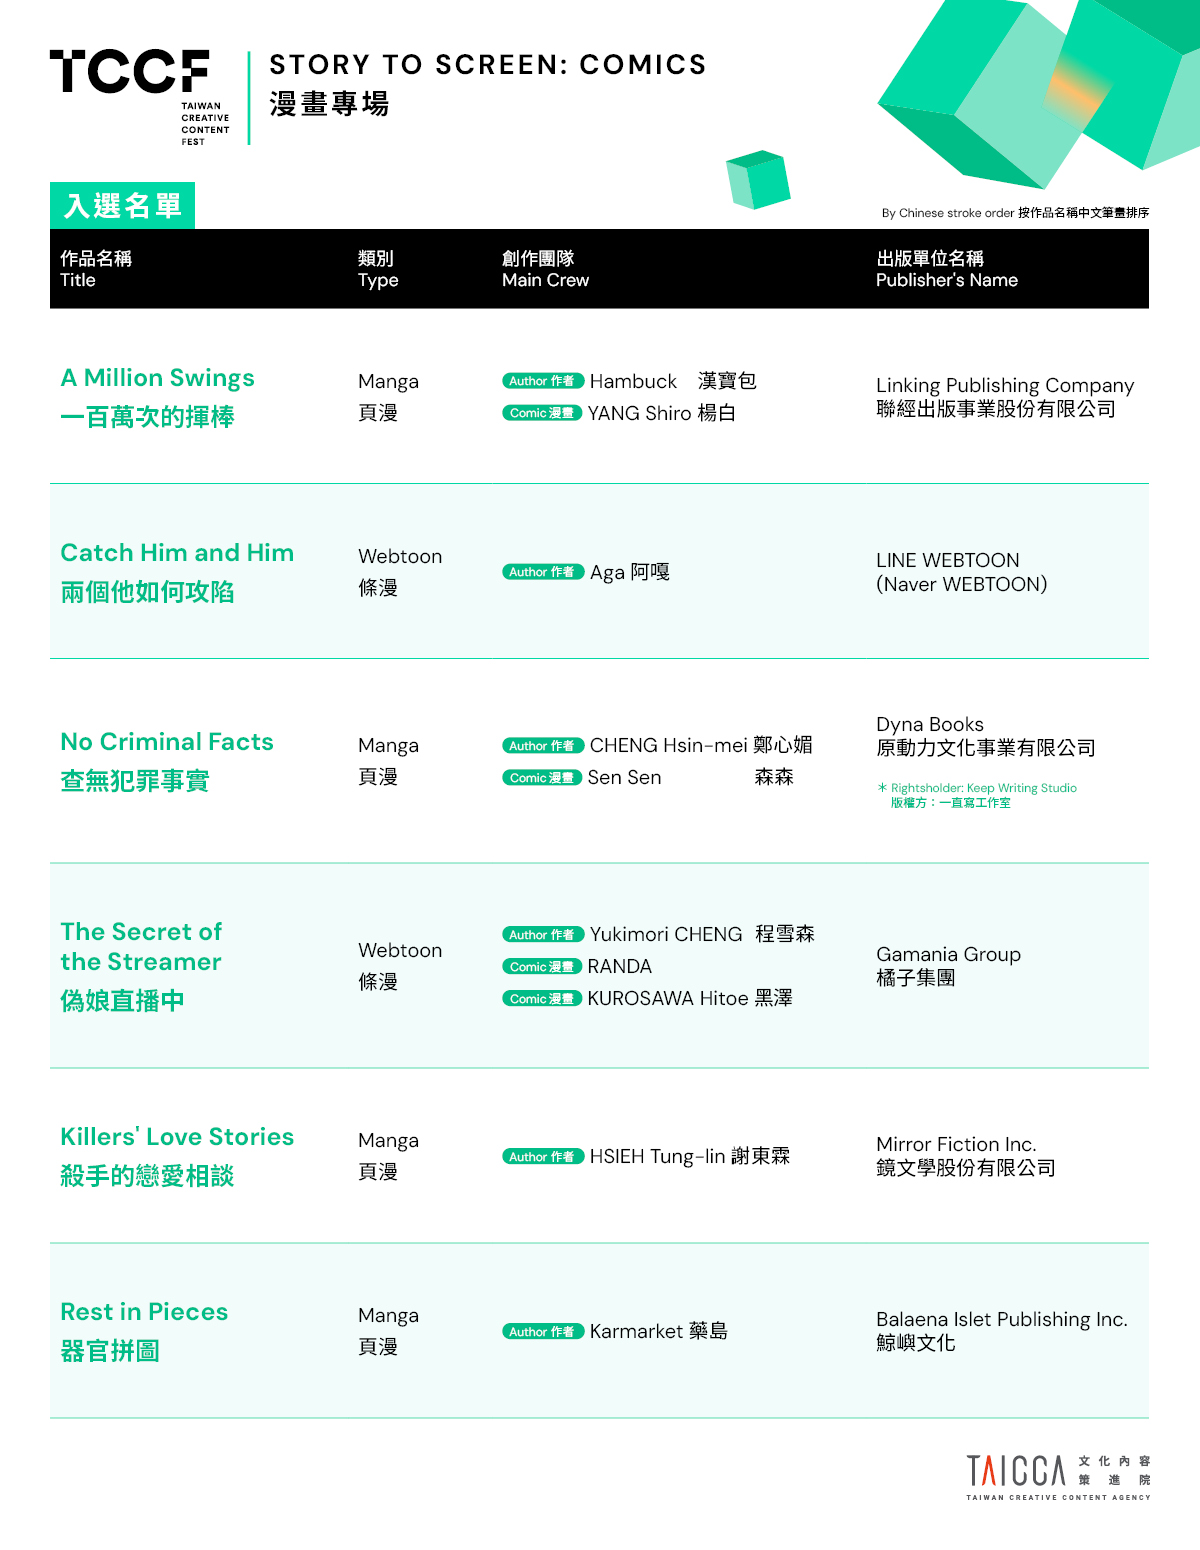 TCCF
TAIWAN
CREATIVE
CONTENT
FEST
STORY TO SCREEN: COMICS
漫畫專場
入選名單
By Chinese stroke order 按作品名稱中文筆畫排序
作品名稱 類別 創作團隊 出版單位名稱
Title Type Main Crew Publisher's Name
A Million Swings
一百萬次的揮棒
Manga
頁漫
Author 作者 Hambuck 漢寶包
Comic 漫畫 YANG Shiro 楊白
Linking Publishing Company
聯經出版事業股份有限公司
Catch Him and Him
兩個他如何攻陷
Webtoon
條漫
Author 作者 Aga 阿嘎
LINE WEBTOON
(Naver WEBTOON)
No Criminal Facts
查無犯罪事實
Manga
頁漫
Author 作者 CHENG Hsin-mei 鄭心媚
Comic 漫畫 Sen Sen 森森
Dyna Books
原動力文化事業有限公司
* Rightsholder: Keep Writing Studio
版權方：一直寫工作室
The Secret of
the Streamer
偽娘直播中
Webtoon
條漫
Author 作者 Yukimori CHENG 程雪森
Comic 漫畫 RANDA
Comic 漫畫 KUROSAWA Hitoe 黑澤
Gamania Group
橘子集團
Killers' Love Stories
殺手的戀愛相談
Manga
頁漫
Author 作者 HSIEH Tung-lin 謝東霖
Mirror Fiction Inc.
鏡文學股份有限公司
Rest in Pieces
器官拼圖
Manga
頁漫
Author 作者 Karmarket 藥島
Balaena Islet Publishing Inc.
鯨嶼文化
TAICCA 文化內容
策進院
TAIWAN CREATIVE CONTENT AGENCY